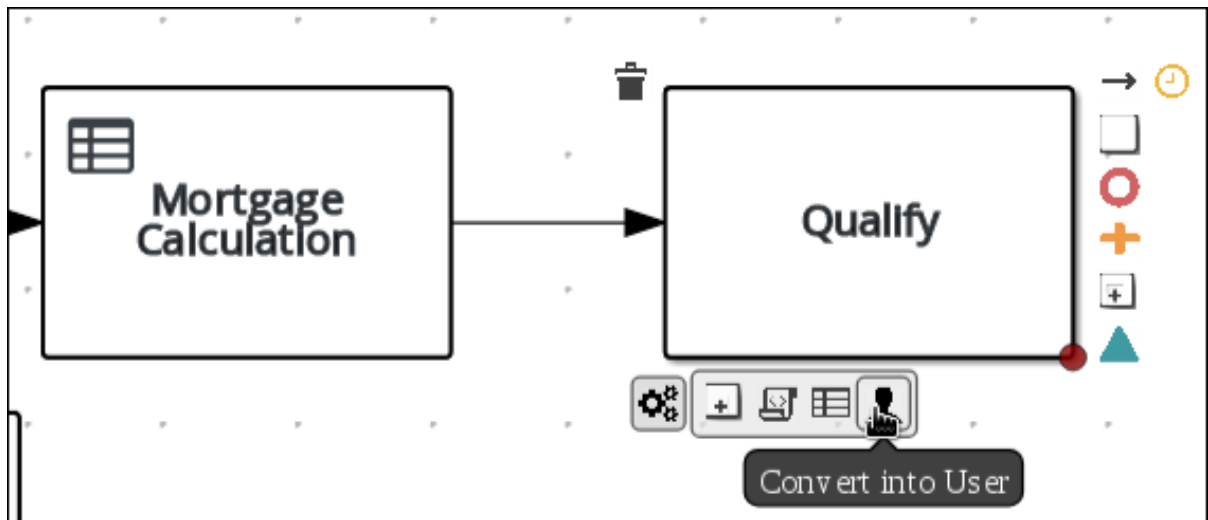 Mortgage
Calculation
Qualify
Convert into User